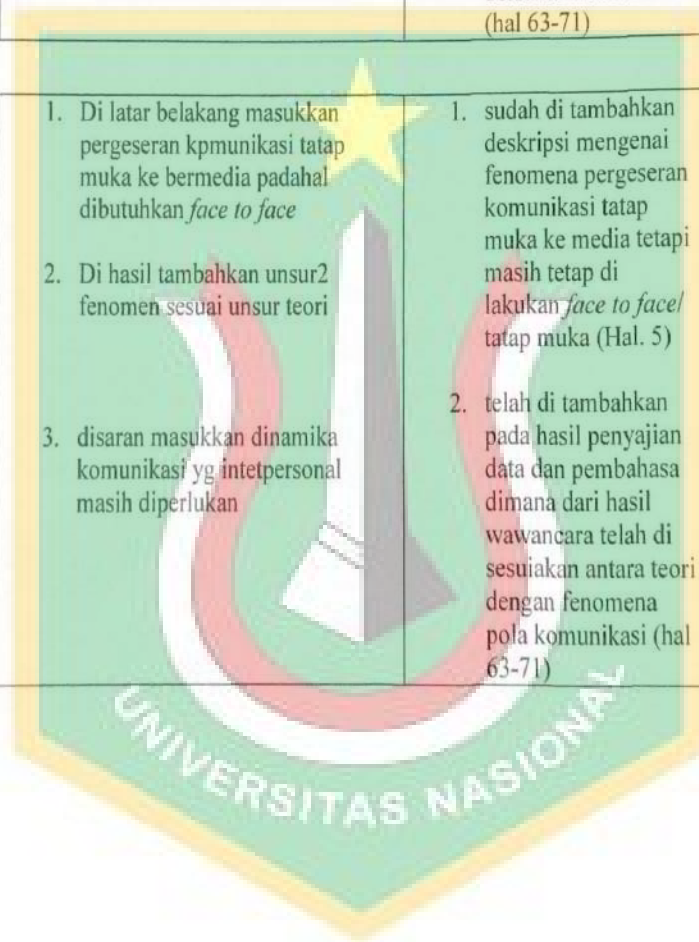 (hal 63-71)
1. Di latar belakang masukkan
pergeseran kpmunikasi tatap
muka ke bermedia padahal
dibutuhkan face to face
2. Di hasil tambahkan unsur2
fenomen sesuai unsur teori
3. disaran masukkan dinamika
komunikasi yg intetpersonal
masih diperlukan
1. sudah di tambahkan
deskripsi mengenai
fenomena pergeseran
komunikasi tatap
muka ke media tetapi
masih tetap di
lakukan face to face/
tatap muka (Hal. 5)
2. telah di tambahkan
pada hasil penyajian
data dan pembahasa
dimana dari hasil
wawancara telah di
sesuiakan antara teori
dengan fenomena
pola komunikasi (hal
63-71)
UNIVERSITAS NASIONAL